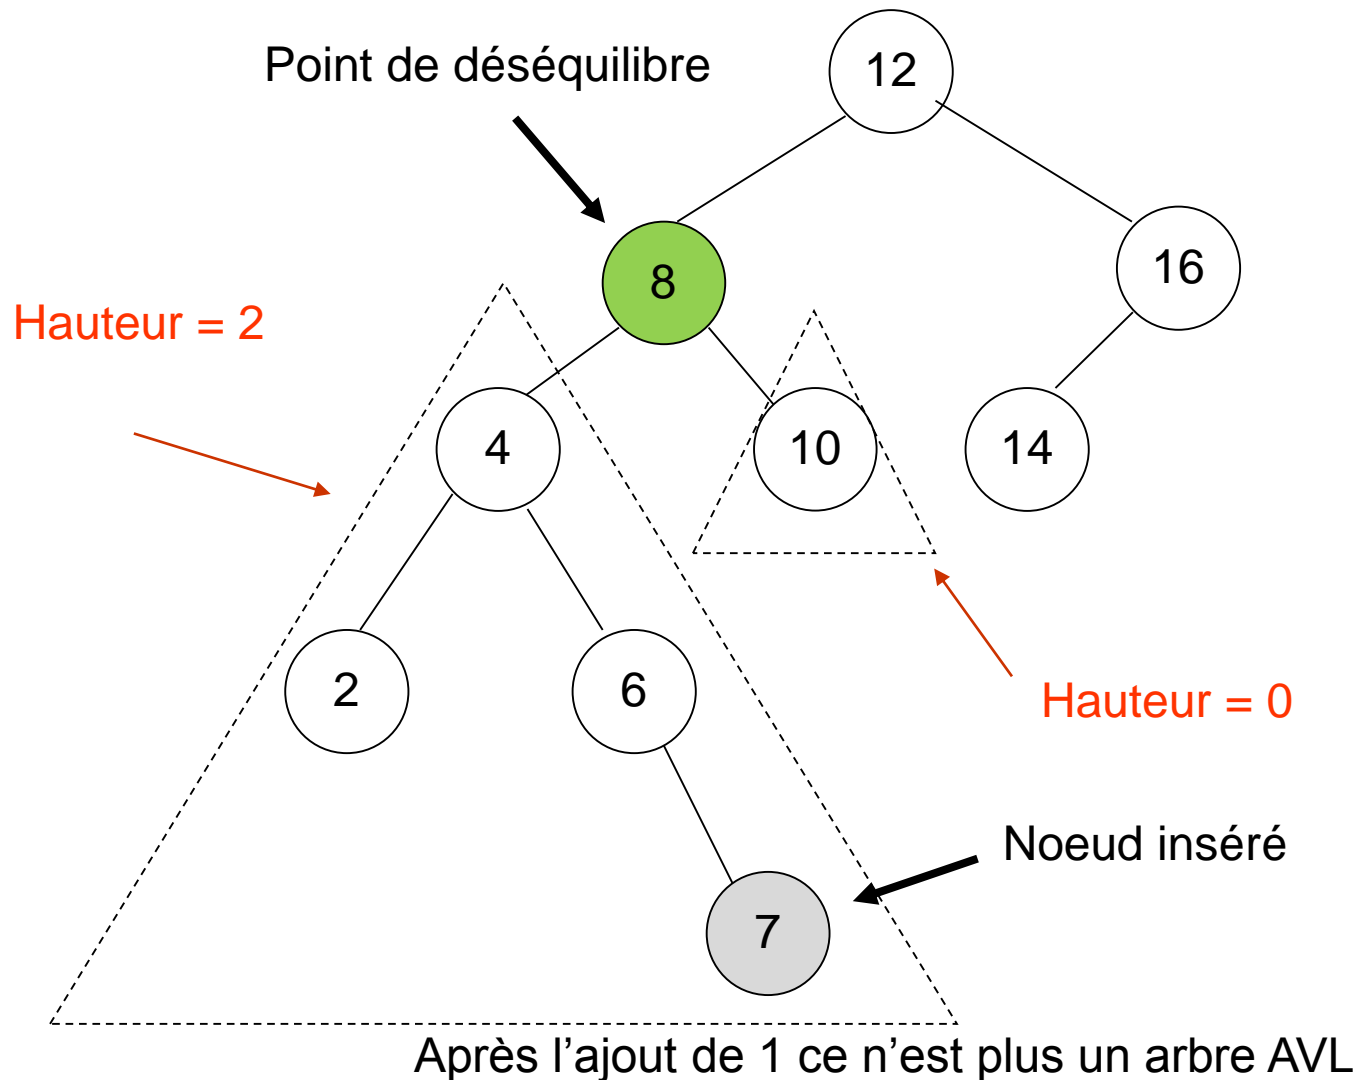 Point de déséquilibre
12
8
16
Hauteur = 2
4
10
14
2
6
Hauteur = 0
Noeud inséré
7
Après l'ajout de 1 ce n'est plus un arbre AVL